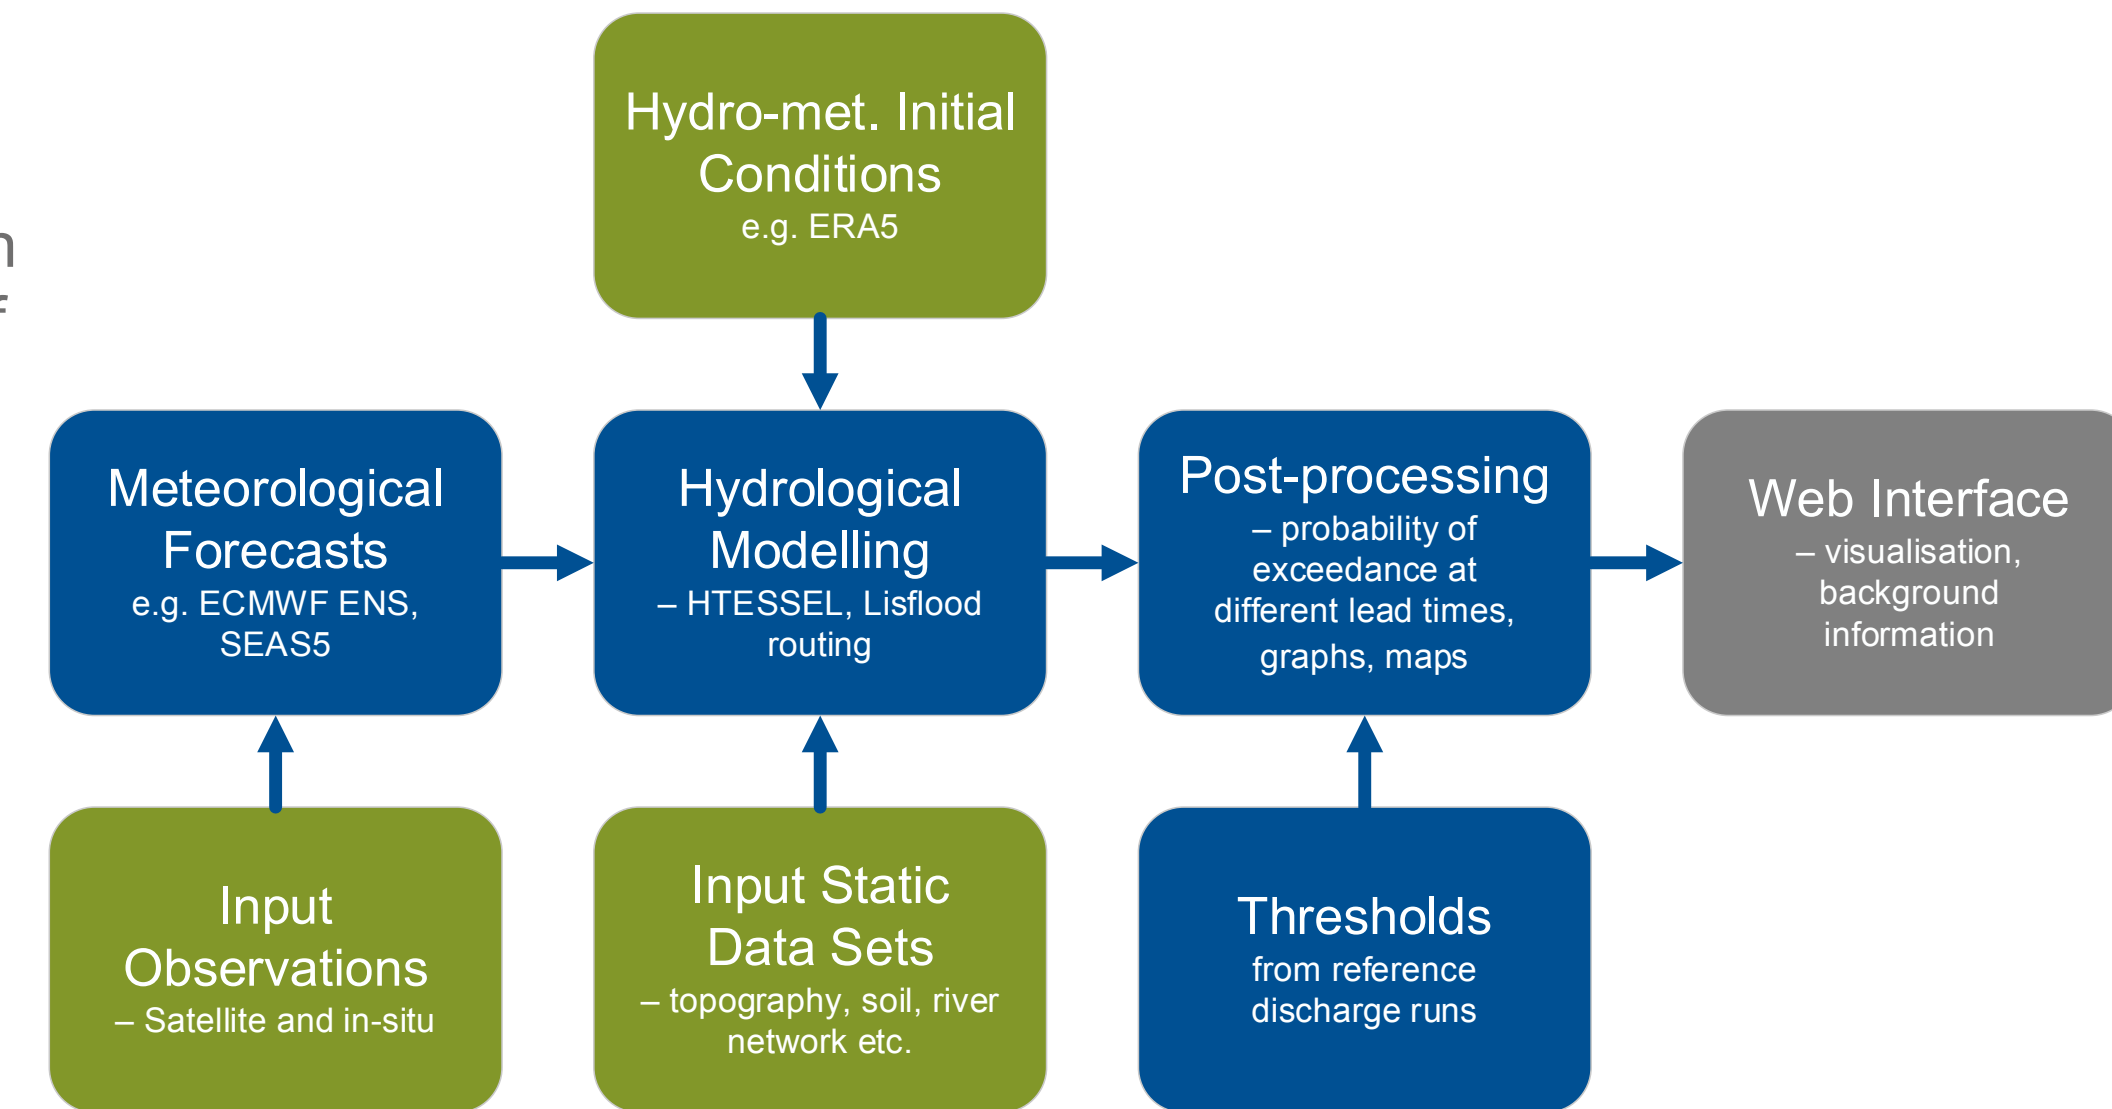 Hydro-met. Initial
Conditions
e.g. ERA5
Meteorological
Forecasts
e.g. ECMWF ENS,
SEAS5
Hydrological
Modelling
– HTESSEL, Lisflood
routing
Post-processing
– probability of
exceedance at
different lead times,
graphs, maps
Web Interface
– visualisation,
background
information
Input
Observations
– Satellite and in-situ
Input Static
Data Sets
– topography, soil, river
network etc.
Thresholds
from reference
discharge runs